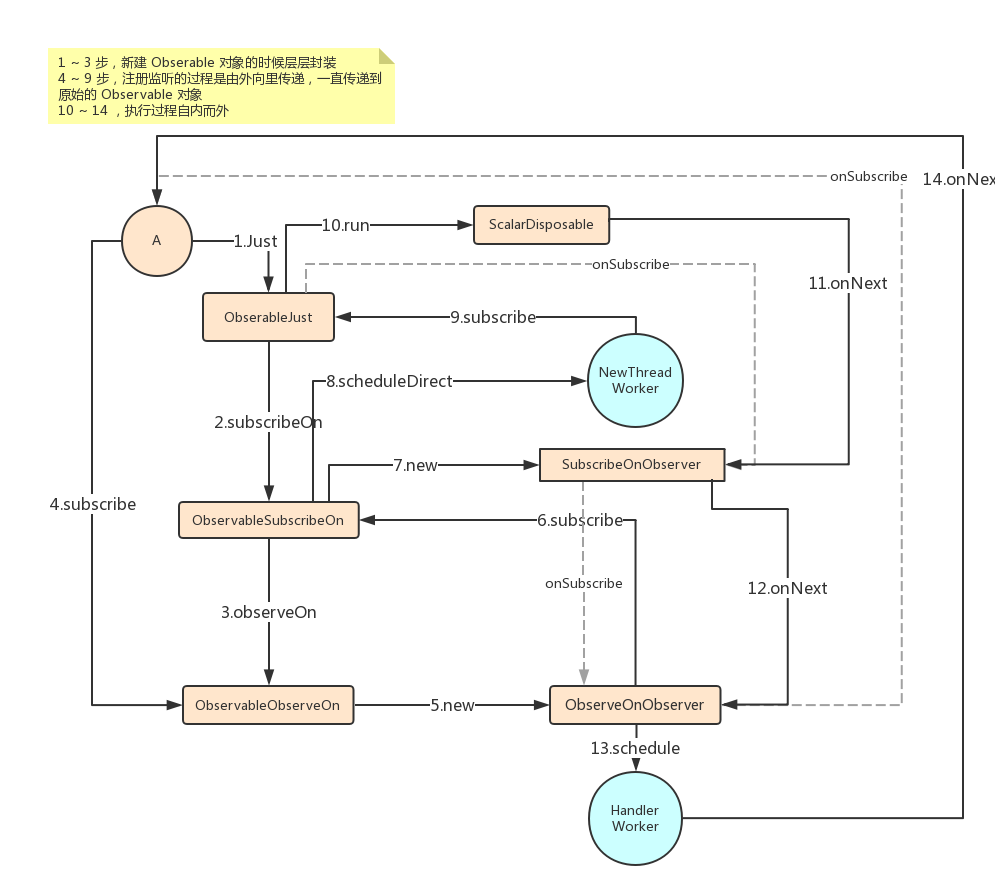 1 ~ 3 步，新建 Obserable 对象的时候层层封装
4 ~ 9 步，注册监听的过程是由外向里传递，一直传递到
原始的 Observable 对象
10 ~ 14 ，执行过程自内而外
onSubscribe
14.onNex
A
1.Just
10.run
ScalarDisposable
onSubscribe
11.onNext
ObserableJust
9.subscribe
NewThread
Worker
8.scheduleDirect
2.subscribeOn
7.new
SubscribeOnObserver
4.subscribe
ObservableSubscribeOn
6.subscribe
onSubscribe
12.onNext
3.observeOn
ObservableObserveOn
5.new
ObserveOnObserver
13.schedule
Handler
Worker